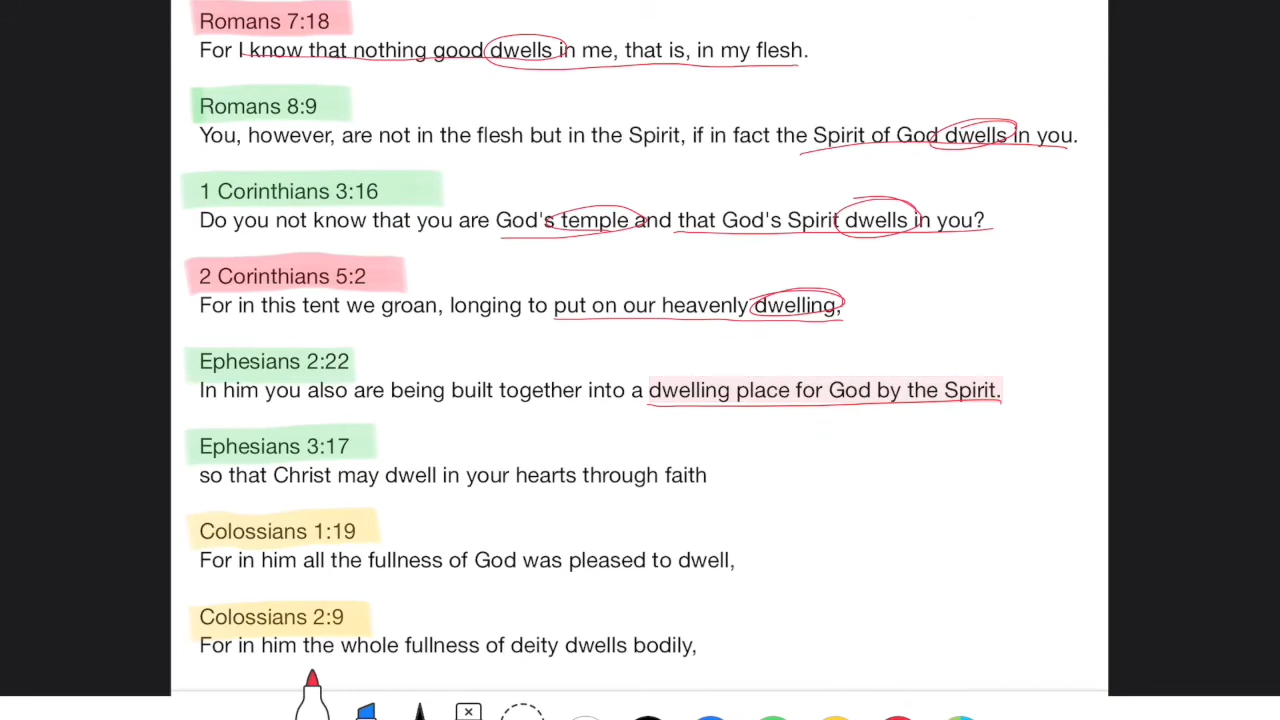 Romans 7:18
For I know that nothing good dwells in me, that is, in my flesh.
Romans 8:9
You, however, are not in the flesh but in the Spirit, if in fact the Spirit of God dwells in you.
1 Corinthians 3:16
Do you not know that you are God's temple and that God's Spirit dwells in you?
2 Corinthians 5:2
For in this tent we groan, longing to put on our heavenly dwelling,
Ephesians 2:22
In him you also are being built together into a dwelling place for God by the Spirit.
Ephesians 3:17
so that Christ may dwell in your hearts through faith
Colossians 1:19
For in him all the fullness of God was pleased to dwell,
Colossians 2:9
For in him the whole fullness of deity dwells bodily,